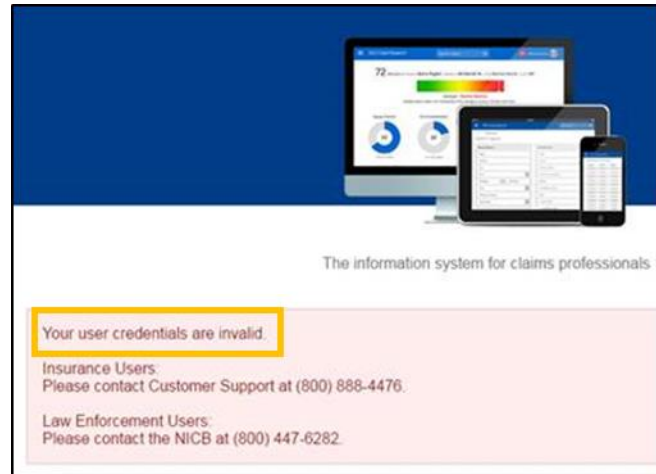 72
The information system for claims professionals
Your user credentials are invalid.
Insurance Users:
Please contact Customer Support at (800) 888-4476.
Law Enforcement Users:
Please contact the NICB at (800) 447-6282.